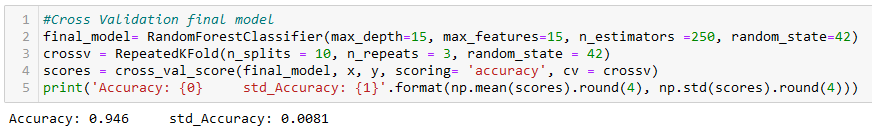 1 #Cross Validation final model
2 final_model= RandomForestClassifier(max_depth=15, max_features=15, n_estimators =250, random_state=42)
3 crossv = RepeatedKFold(n_splits = 10, n_repeats = 3, random_state = 42)
4 scores = cross_val_score(final_model, x, y, scoring= 'accuracy', cv = crossv)
5 print('Accuracy: {0}     std_Accuracy: {1}'.format(np.mean(scores).round(4), np.std(scores).round(4)))
Accuracy: 0.946     std_Accuracy: 0.0081